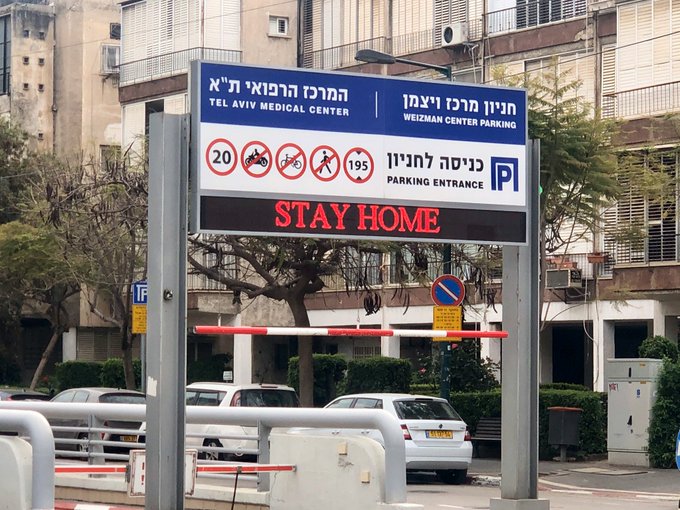 המרכז הרפואי ת"א
TEL AVIV MEDICAL CENTER
חניון מרכז ויצמן
WEIZMAN CENTER PARKING
20
195
כניסה לחניון
PARKING ENTRANCE
P
STAY HOME